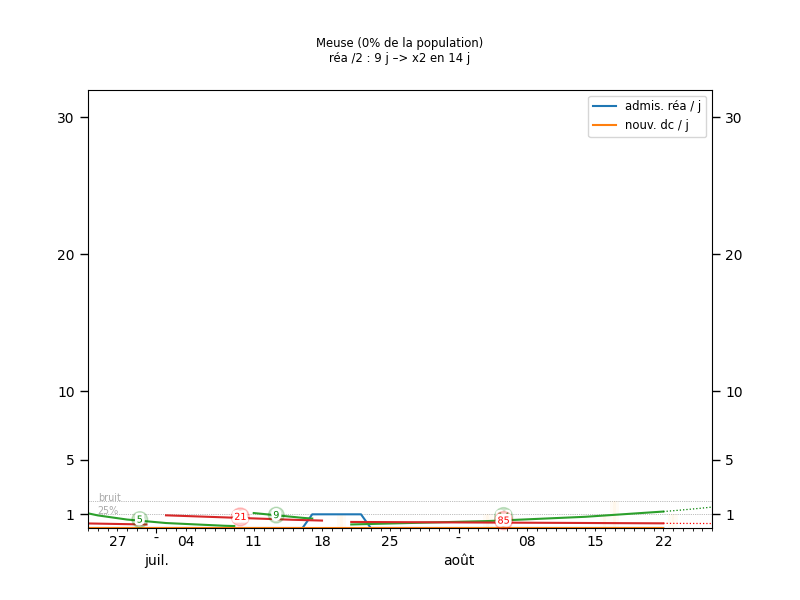 Meuse (0% de la population)
réa /2 : 9 j –> x2 en 14 j
admis. réa / j
nouv. dc / j
30 30
20 20
10 10
5 5
bruit
25%
1 1
5 21 9 85
27 - 04 11 18 25 - 08 15 22
juil. août